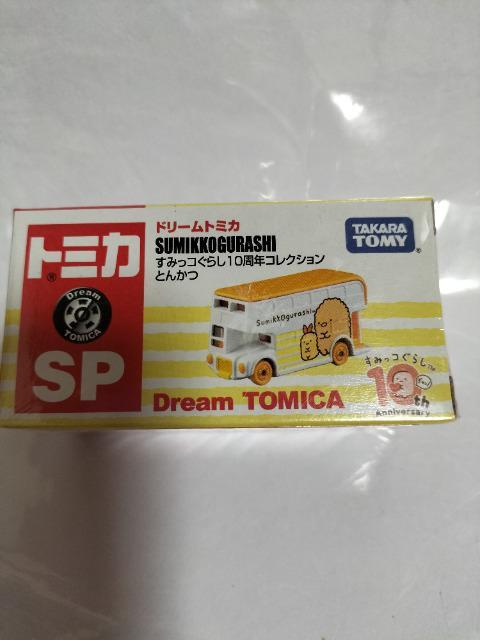 トミカ
Dream
TOMICA
SP
ドリームトミカ
SUMIKKOGURASHI
すみっコぐらし10周年コレクション
とんかつ
TAKARA
TOMY
Sumikkogurashi
Dream TOMICA
すみっコぐらし™
10th
Anniversary